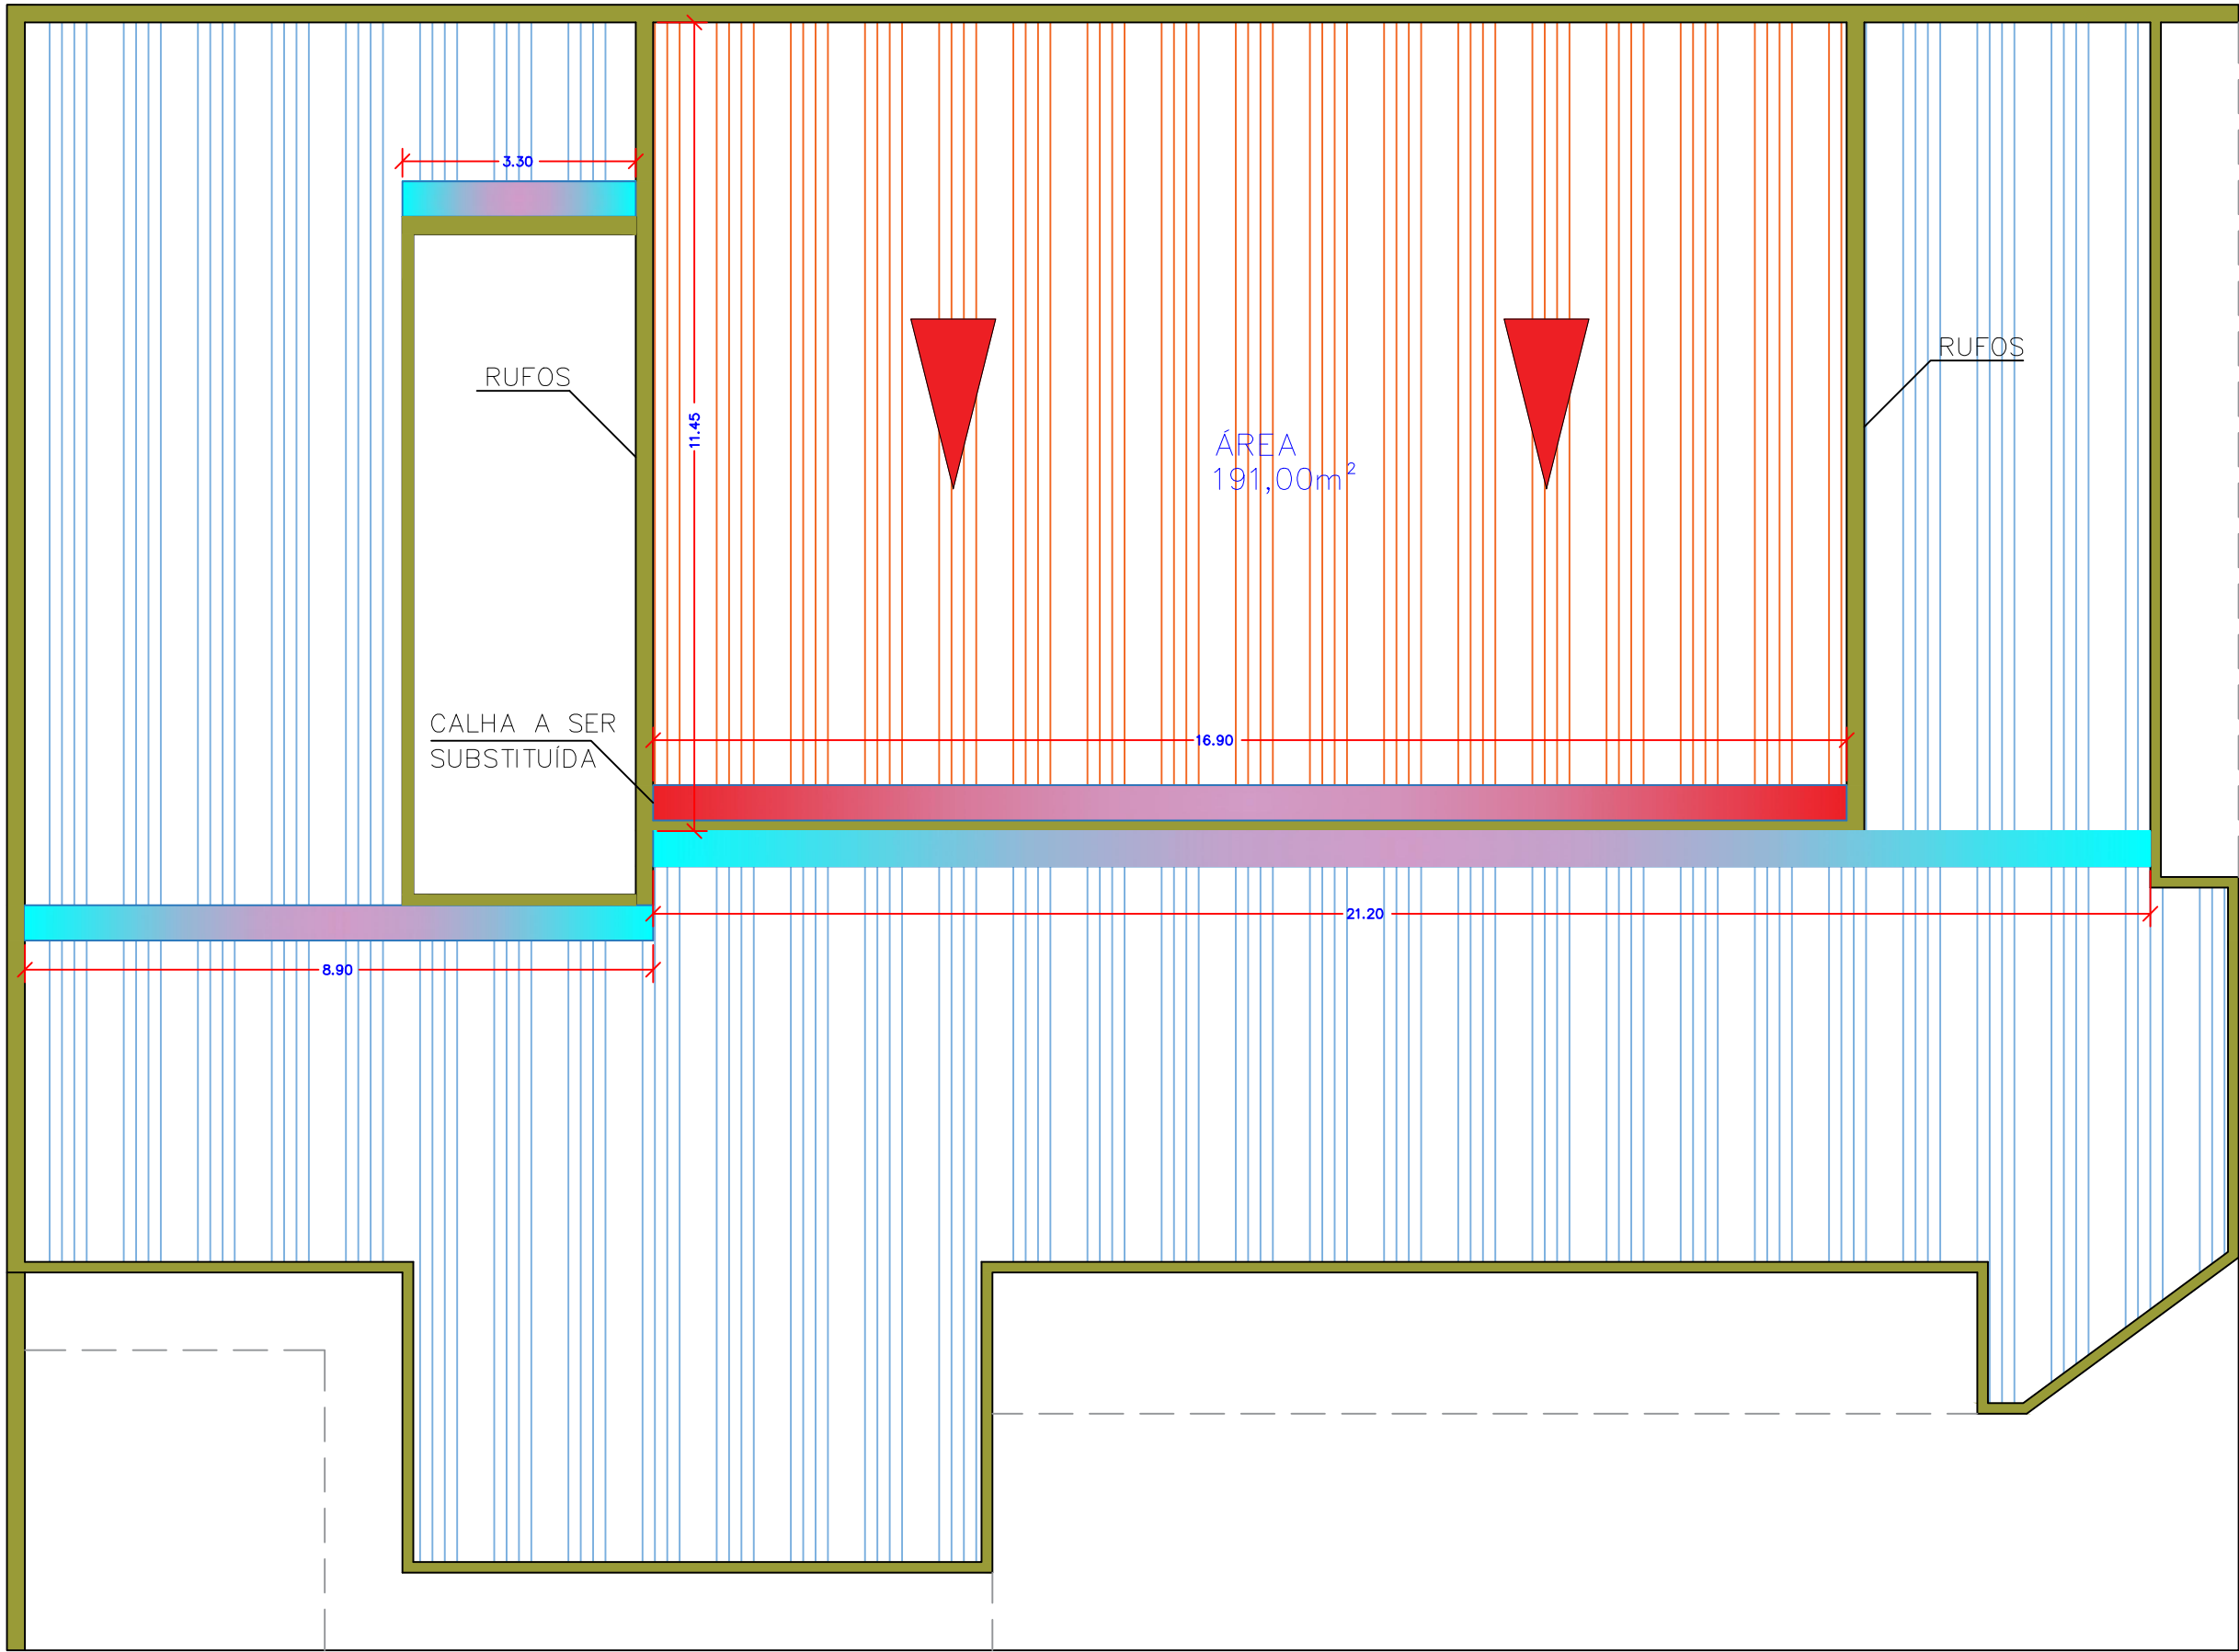 3.30
RUFOS
RUFOS
11.45
ÁREA
191,00m²
CALHA A SER
SUBSTITUÍDA
16.90
21.20
8.90